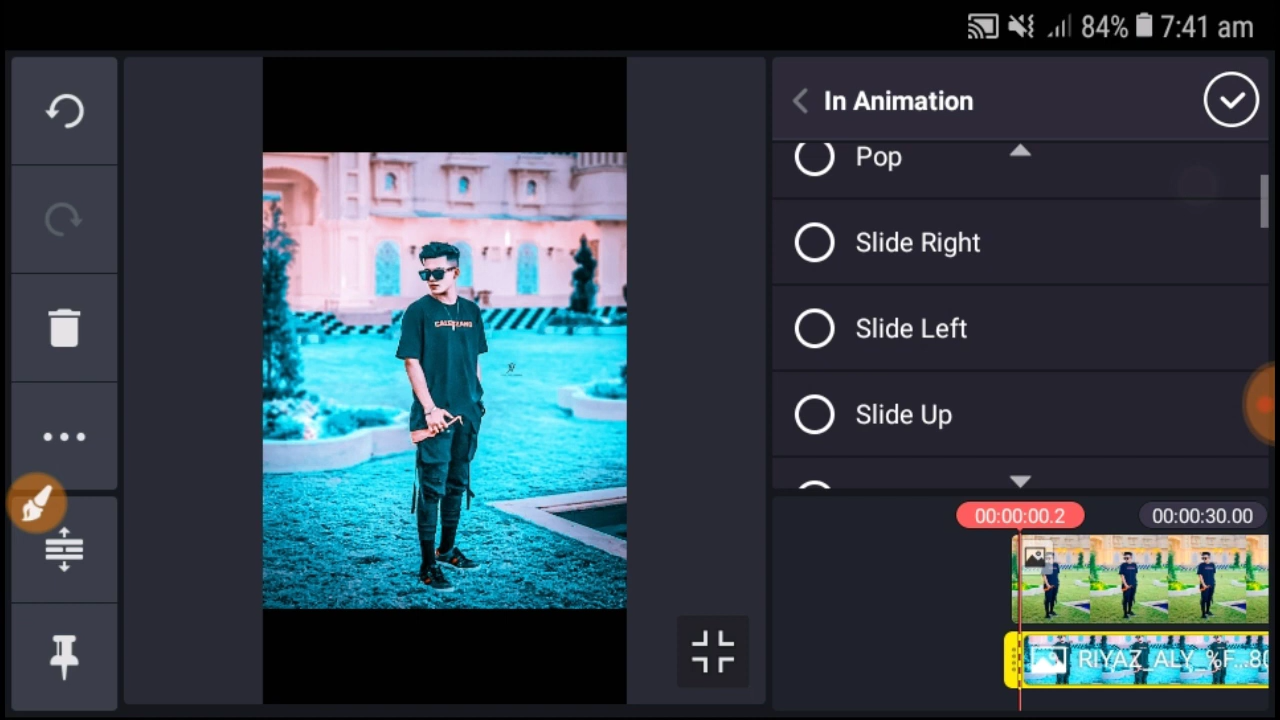 84% 7:41 am
In Animation
Pop
Slide Right
Slide Left
Slide Up
00:00:00.2 00:00:30.00
RIYAZ_ALY_%F...80